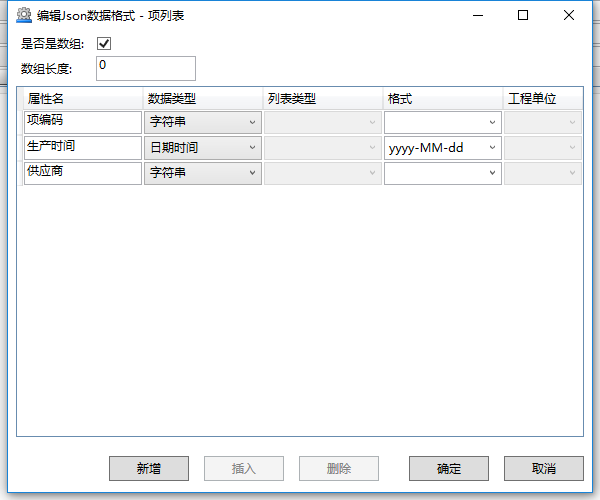 编辑Json数据格式 - 项列表
是否是数组:
数组长度: 0
属性名 数据类型 列表类型 格式 工程单位
项编码 字符串
生产时间 日期时间 yyyy-MM-dd
供应商 字符串
新增 插入 删除 确定 取消